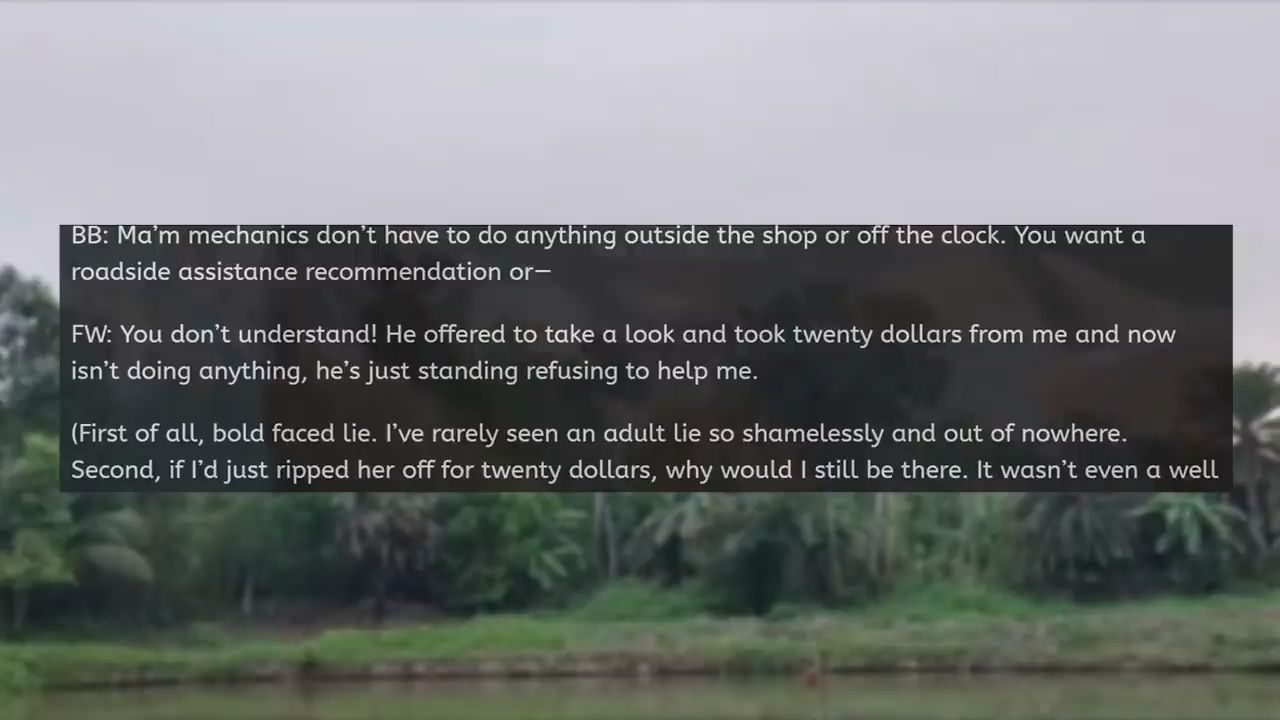 BB: Ma’m mechanics don’t have to do anything outside the shop or off the clock. You want a
roadside assistance recommendation or—
FW: You don’t understand! He offered to take a look and took twenty dollars from me and now
isn’t doing anything, he’s just standing refusing to help me.
(First of all, bold faced lie. I’ve rarely seen an adult lie so shamelessly and out of nowhere.
Second, if I’d just ripped her off for twenty dollars, why would I still be there. It wasn’t even a well